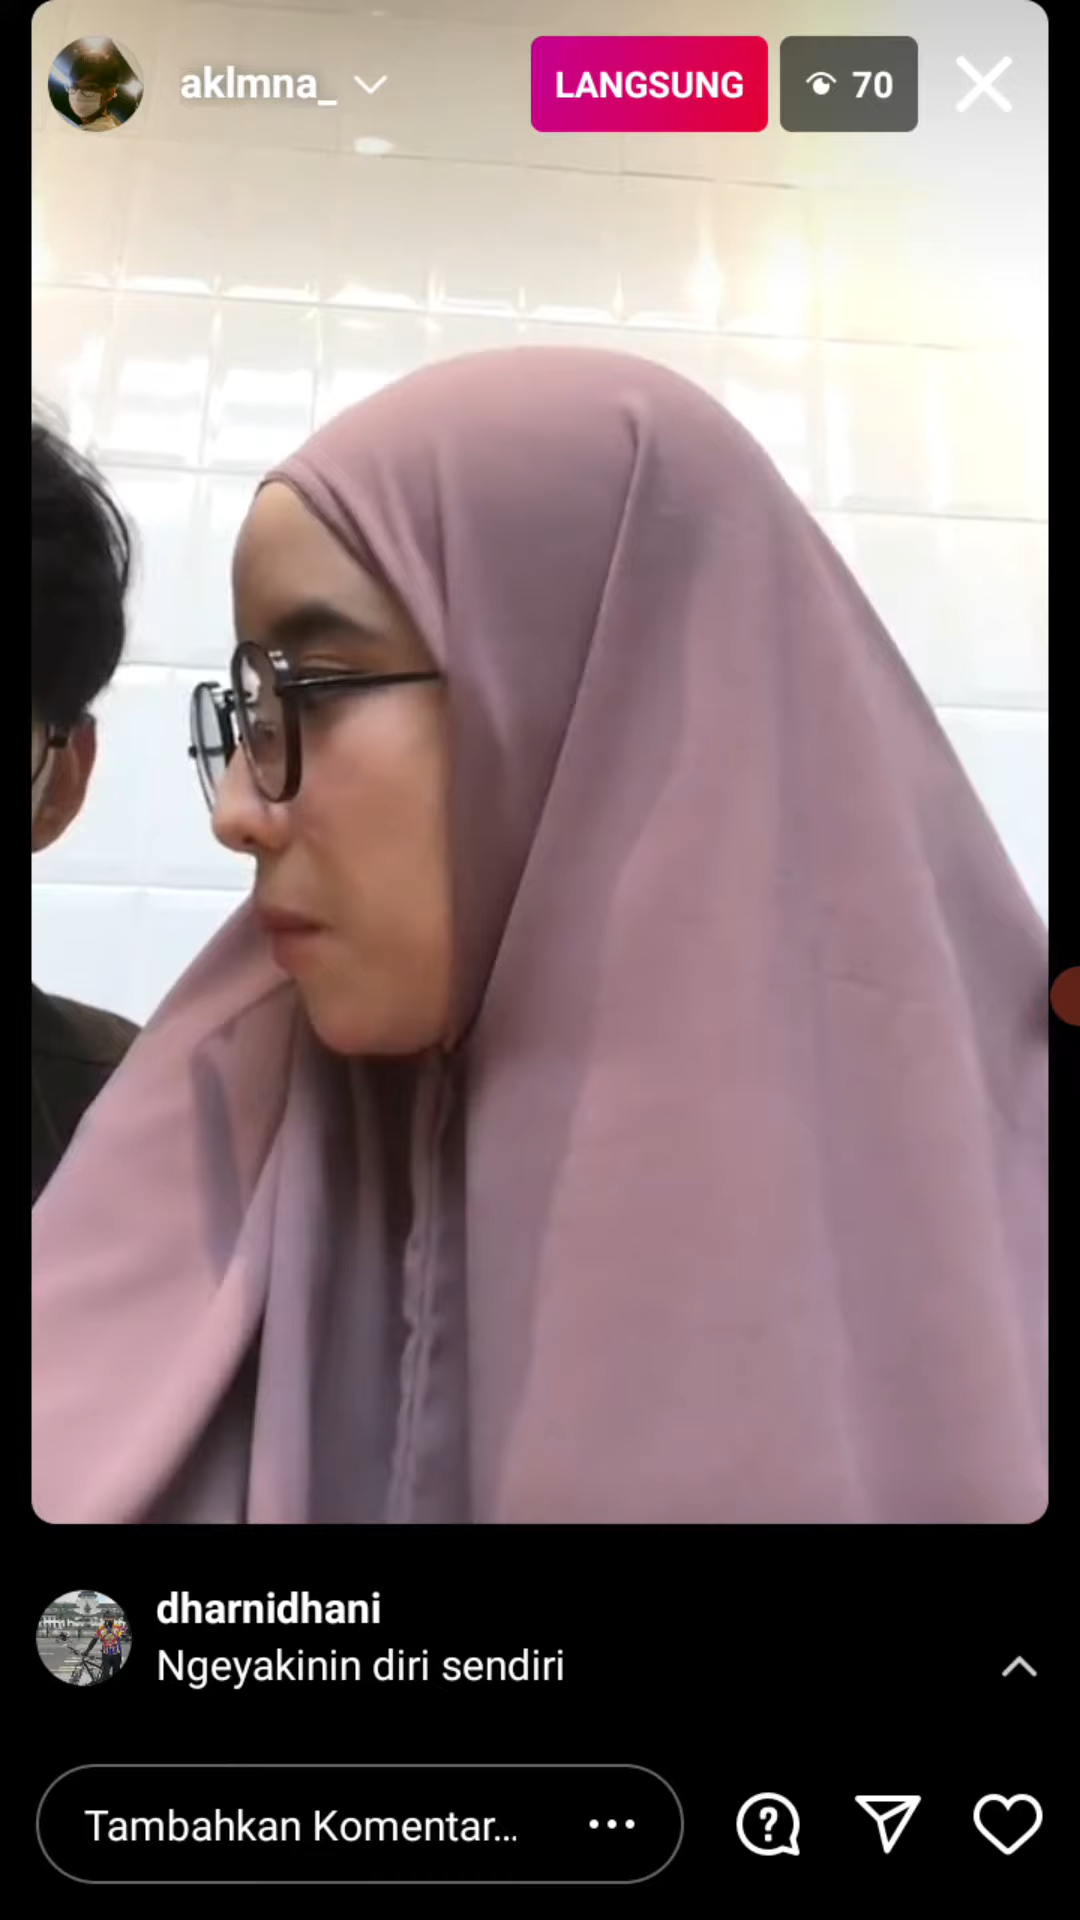 aklmna_
LANGSUNG
70
dharnidhani
Ngeyakinin diri sendiri
Tambahkan Komentar...